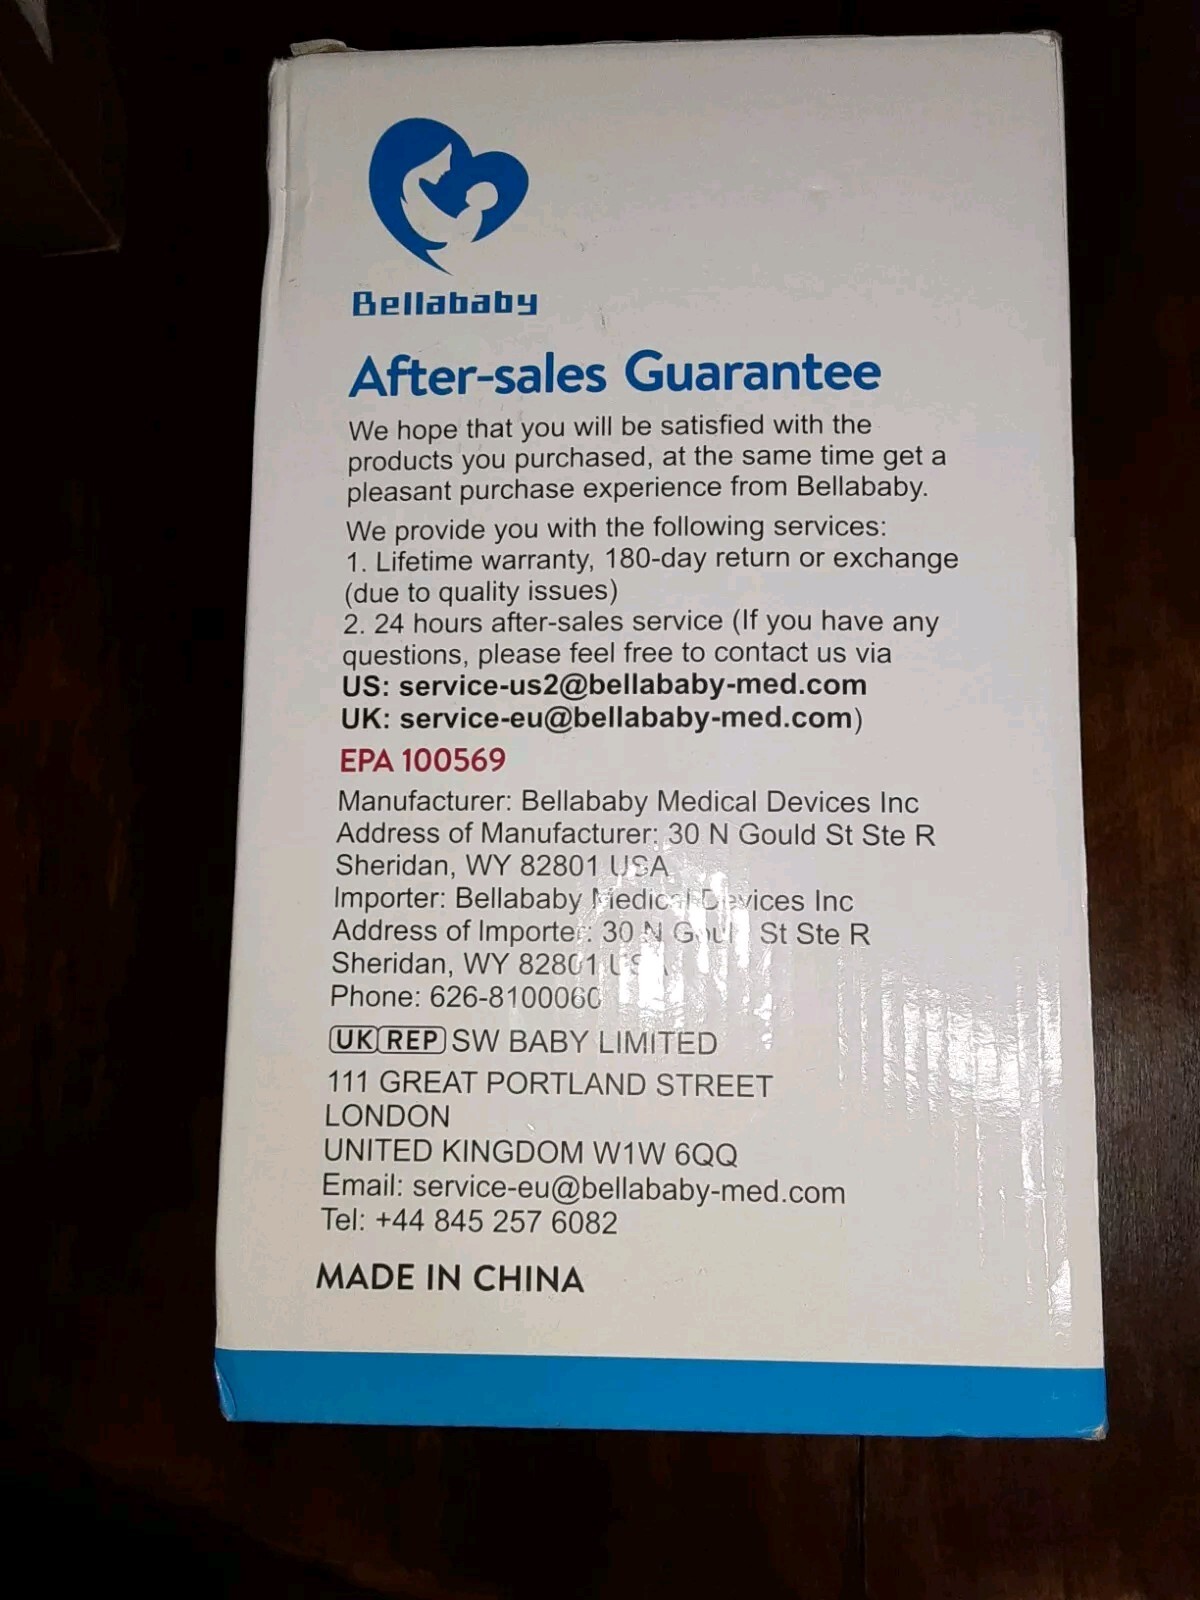 Bellababy
After-sales Guarantee
We hope that you will be satisfied with the
products you purchased, at the same time get a
pleasant purchase experience from Bellababy.
We provide you with the following services:
1. Lifetime warranty, 180-day return or exchange
(due to quality issues)
2. 24 hours after-sales service (If you have any
questions, please feel free to contact us via
US: service-us2@bellababy-med.com
UK: service-eu@bellababy-med.com)
EPA 100569
Manufacturer: Bellababy Medical Devices Inc
Address of Manufacturer: 30 N Gould St Ste R
Sheridan, WY 82801 USA
Importer: Bellababy Medical Devices Inc
Address of Importer: 30 N Gould St Ste R
Sheridan, WY 82801 USA
Phone: 626-8100060
UK REP SW BABY LIMITED
111 GREAT PORTLAND STREET
LONDON
UNITED KINGDOM W1W 6QQ
Email: service-eu@bellababy-med.com
Tel: +44 845 257 6082
MADE IN CHINA